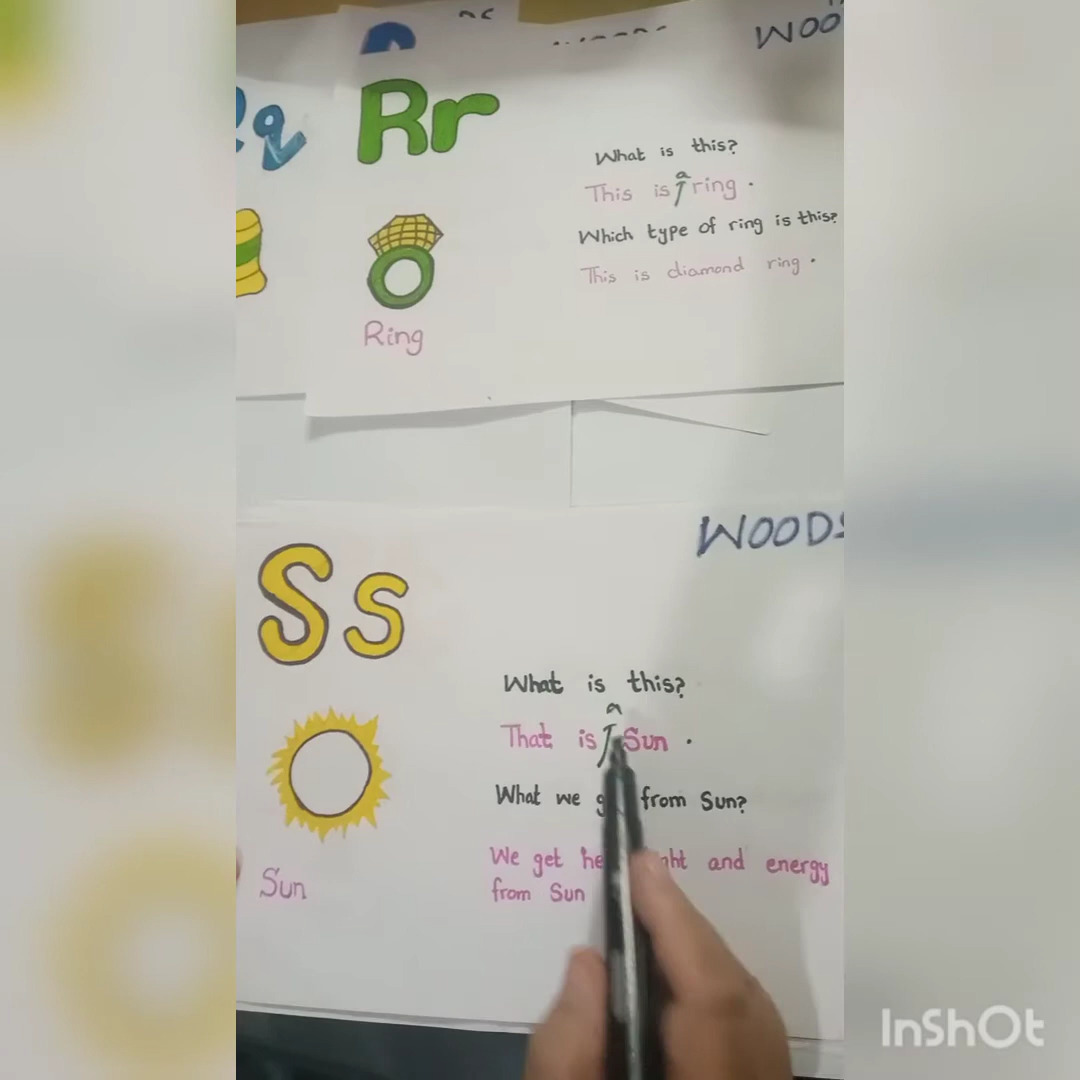 WOO
q Rr
What is this?
This is a ring.
Which type of ring is this?
This is diamond ring.
Ring
WOODS
Ss
What is this?
That is a Sun.
What we from Sun?
We get and energy
from Sun
Sun
InShOt